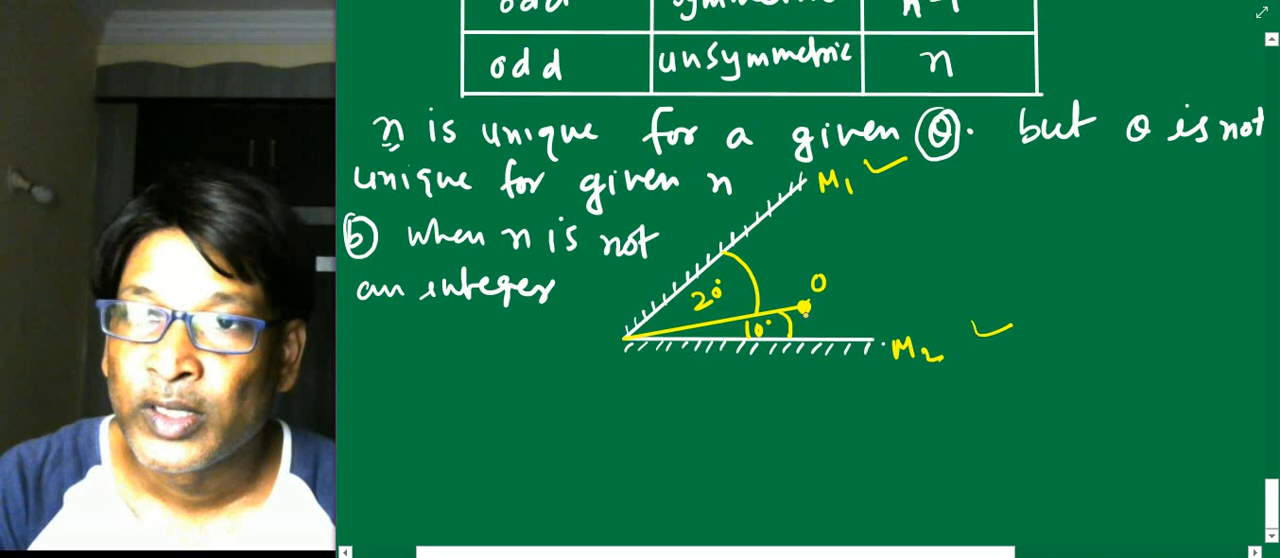 odd unsymmetric n
n is unique for a given θ. but θ is not
unique for given n
M1
b when n is not
an integer
20°
O
10°
M2